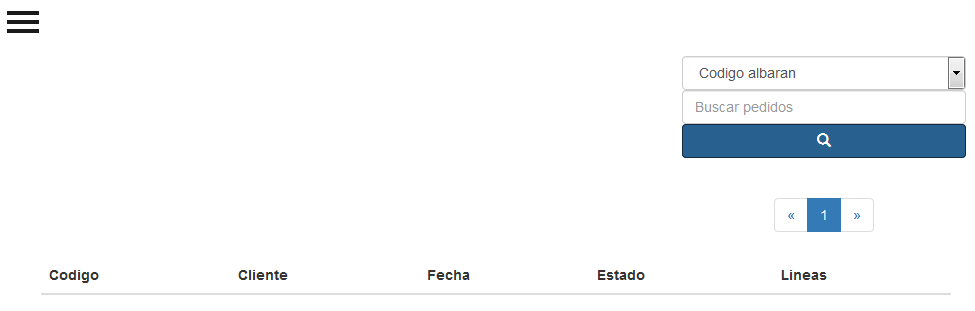 Codigo albaran
Buscar pedidos
« 1 »
Codigo Cliente Fecha Estado Lineas